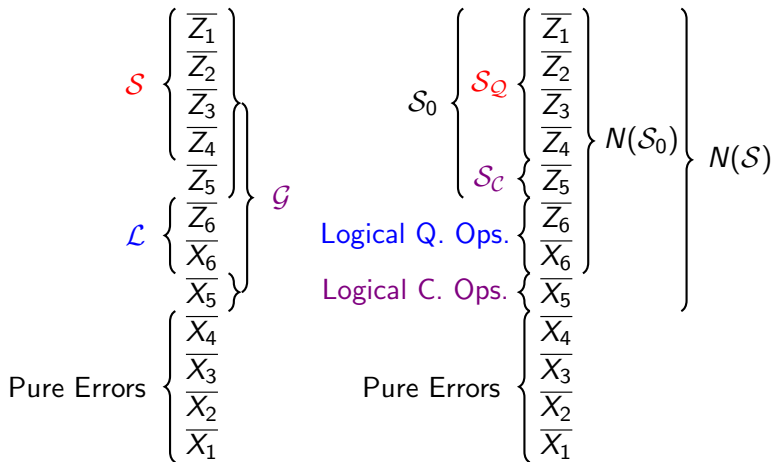 𝒮 { Z̅₁ Z̅₂ Z̅₃ Z̅₄
Z̅₅
ℒ { Z̅₆ X̅₆
X̅₅
} 𝒢
Pure Errors { X̅₄ X̅₃ X̅₂ X̅₁
𝒮₀ {
𝒮_𝒬 { Z̅₁ Z̅₂ Z̅₃ Z̅₄
𝒮_𝒞 { Z̅₅
Logical Q. Ops. { Z̅₆ X̅₆
Logical C. Ops. { X̅₅
Pure Errors { X̅₄ X̅₃ X̅₂ X̅₁
} N(𝒮₀)
} N(𝒮)